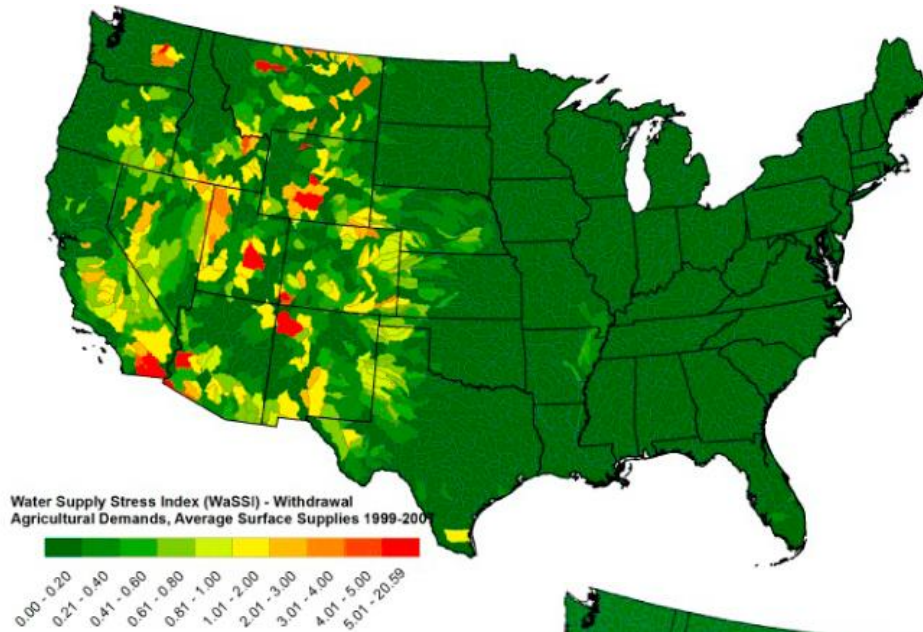 Water Supply Stress Index (WaSSI) - Withdrawal
Agricultural Demands, Average Surface Supplies 1999-200
0.00 - 0.20
0.21 - 0.40
0.41 - 0.60
0.61 - 0.80
0.81 - 1.00
1.01 - 2.00
2.01 - 3.00
3.01 - 4.00
4.01 - 5.00
5.01 - 20.59